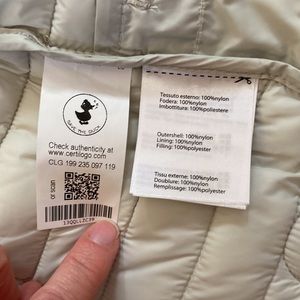 SAVE THE DUCK
Check authenticity at
www.certilogo.com
CLG 199 235 097 119
or scan
Tessuto esterno: 100%nylon
Fodera: 100%nylon
Imbottitura: 100%poliestere
Outershell: 100%nylon
Lining: 100%nylon
Filling: 100%polyester
Tissu externe: 100%nylon
Doublure: 100%nylon
Remplissage: 100%polyester